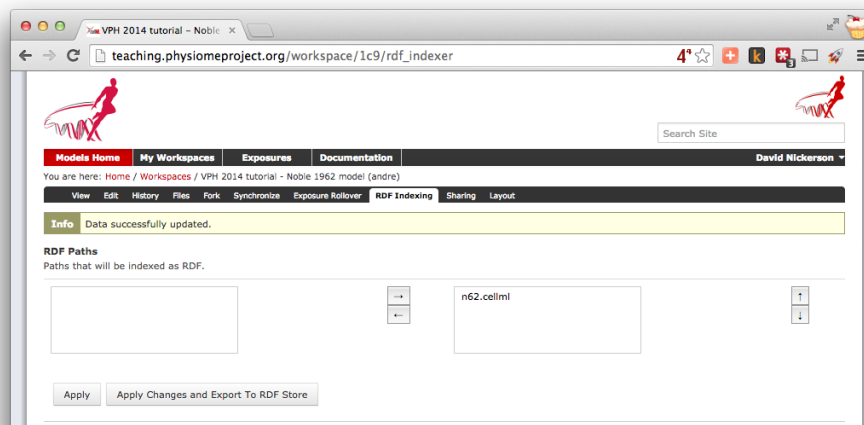 VPH 2014 tutorial – Noble
teaching.physiomeproject.org/workspace/1c9/rdf_indexer
Search Site
Models Home My Workspaces Exposures Documentation David Nickerson
You are here: Home / Workspaces / VPH 2014 tutorial - Noble 1962 model (andre)
View Edit History Files Fork Synchronize Exposure Rollover RDF Indexing Sharing Layout
Info Data successfully updated.
RDF Paths
Paths that will be indexed as RDF.
n62.cellml
Apply Apply Changes and Export To RDF Store